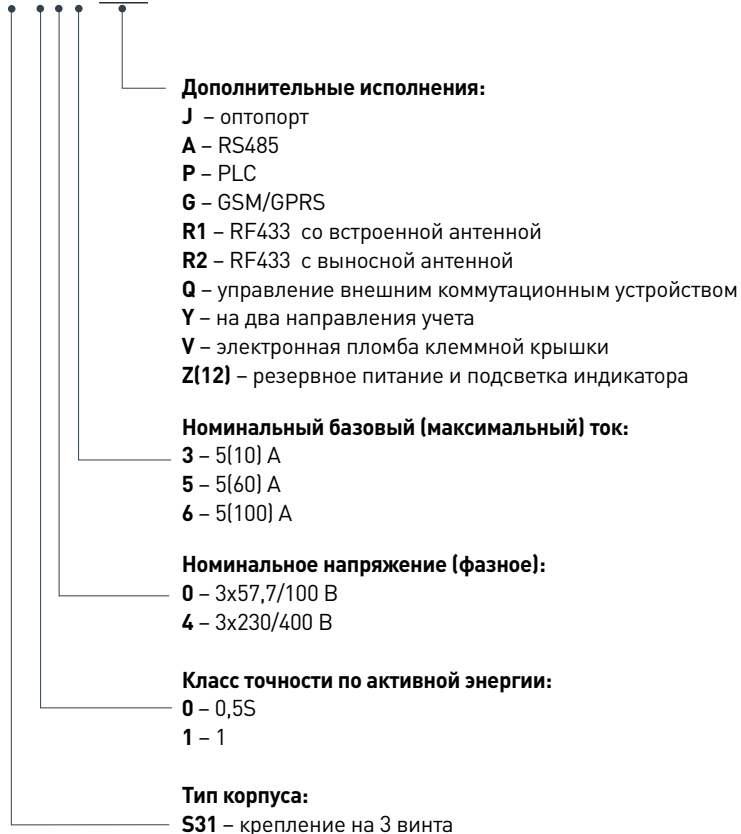 Дополнительные исполнения:
J – оптопорт
A – RS485
P – PLC
G – GSM/GPRS
R1 – RF433 со встроенной антенной
R2 – RF433 с выносной антенной
Q – управление внешним коммутационным устройством
Y – на два направления учета
V – электронная пломба клеммной крышки
Z(12) – резервное питание и подсветка индикатора
Номинальный базовый (максимальный) ток:
3 – 5(10) А
5 – 5(60) А
6 – 5(100) А
Номинальное напряжение (фазное):
0 – 3x57,7/100 В
4 – 3x230/400 В
Класс точности по активной энергии:
0 – 0,5S
1 – 1
Тип корпуса:
S31 – крепление на 3 винта